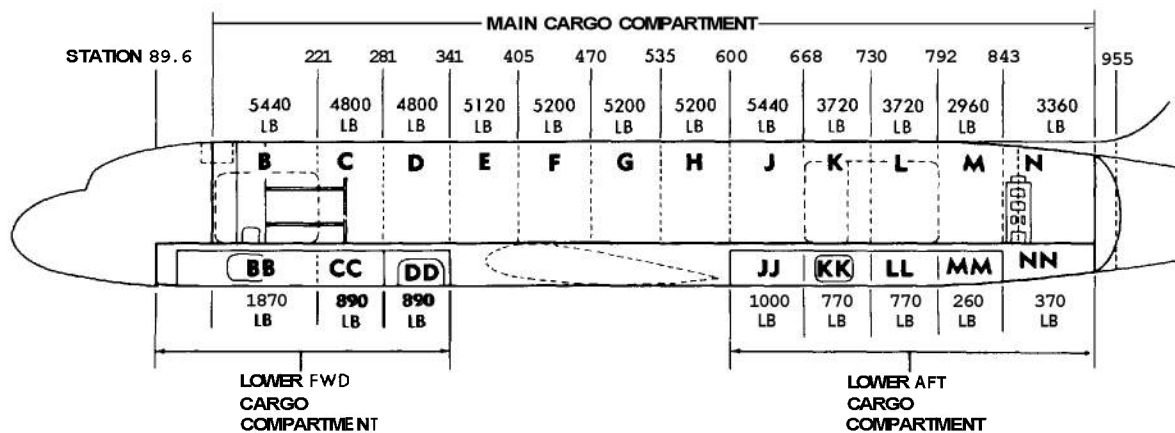 MAIN CARGO COMPARTMENT
STATION 89.6 221 281 341 405 470 535 600 668 730 792 843 955
5440 4800 4800 5120 5200 5200 5200 5440 3720 3720 2960 3360
LB LB LB LB LB LB LB LB LB LB LB LB
B C D E F G H J K L M N
BB CC DD JJ KK LL MM NN
1870 890 890 1000 770 770 260 370
LB LB LB LB LB LB LB LB
LOWER FWD
CARGO
COMPARTMENT
LOWER AFT
CARGO
COMPARTMENT